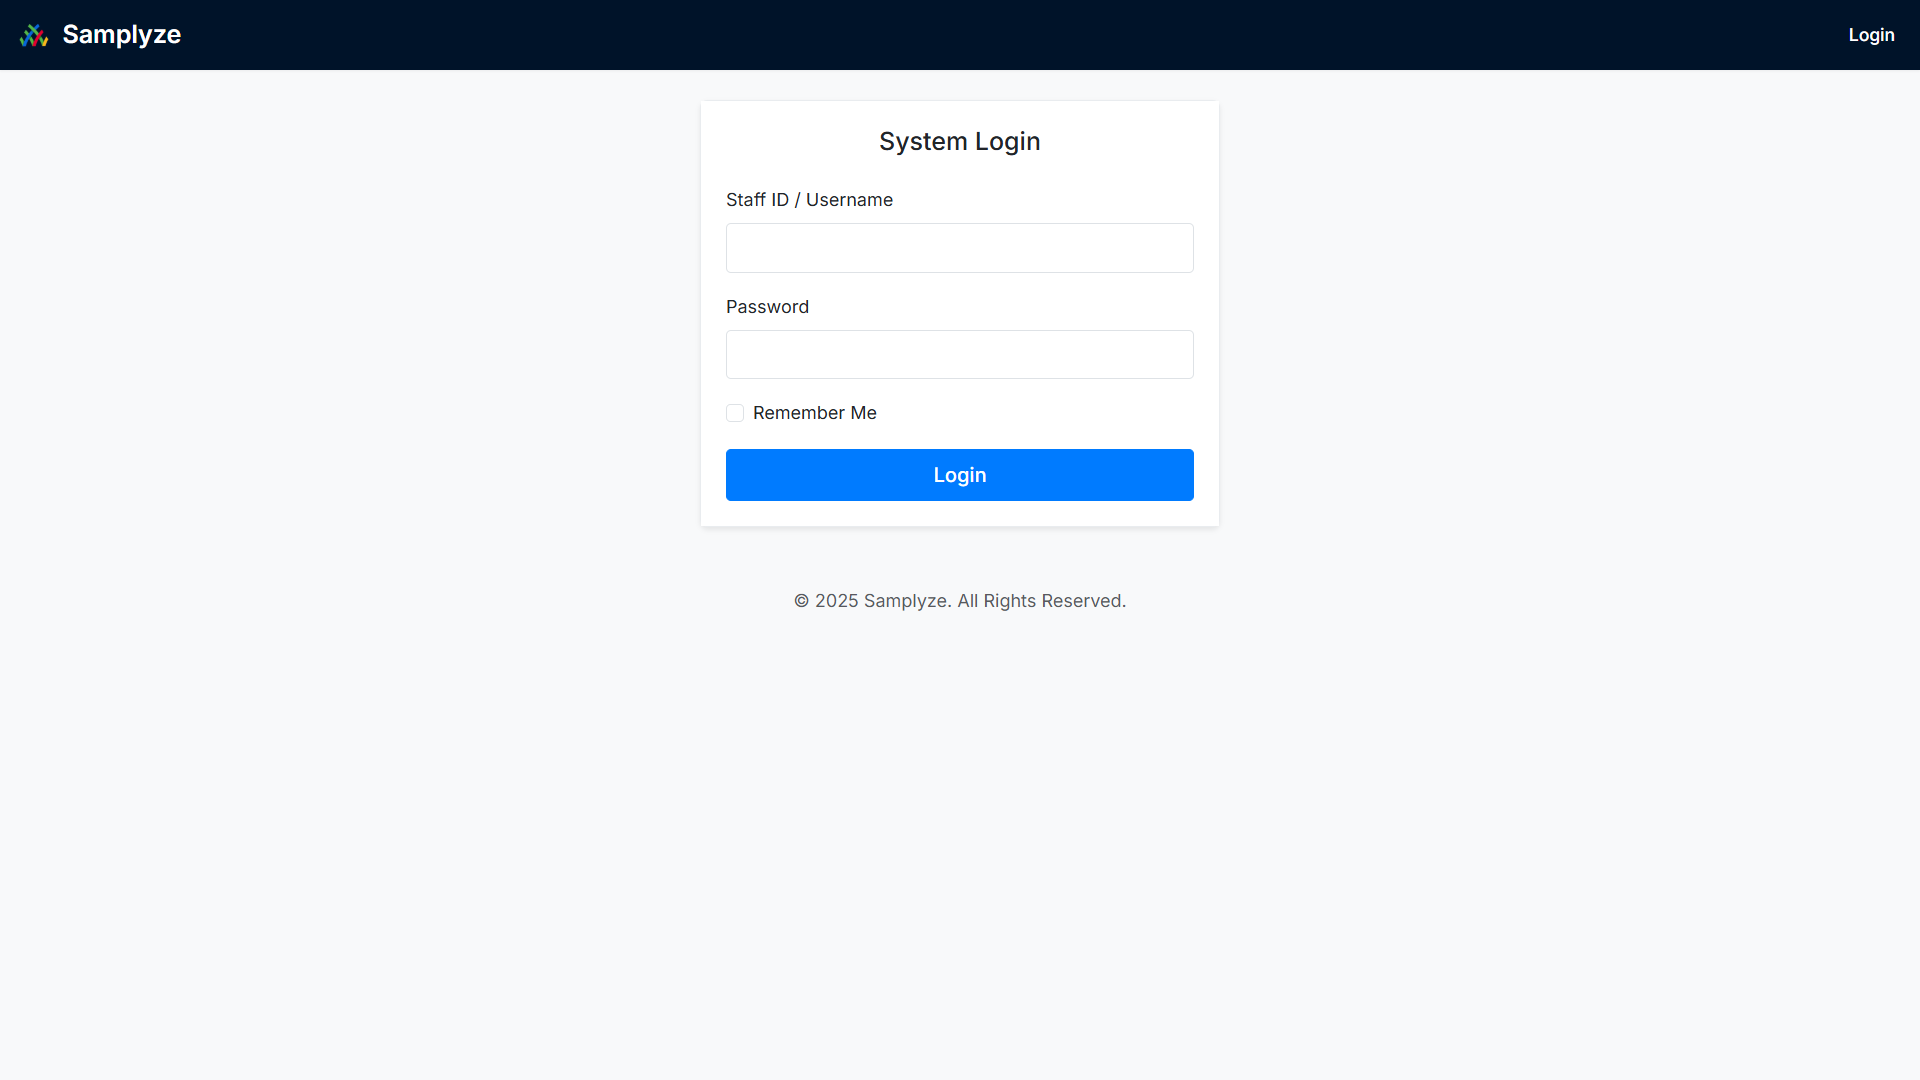 Samplyze
Login
System Login
Staff ID / Username
Password
Remember Me
Login
© 2025 Samplyze. All Rights Reserved.